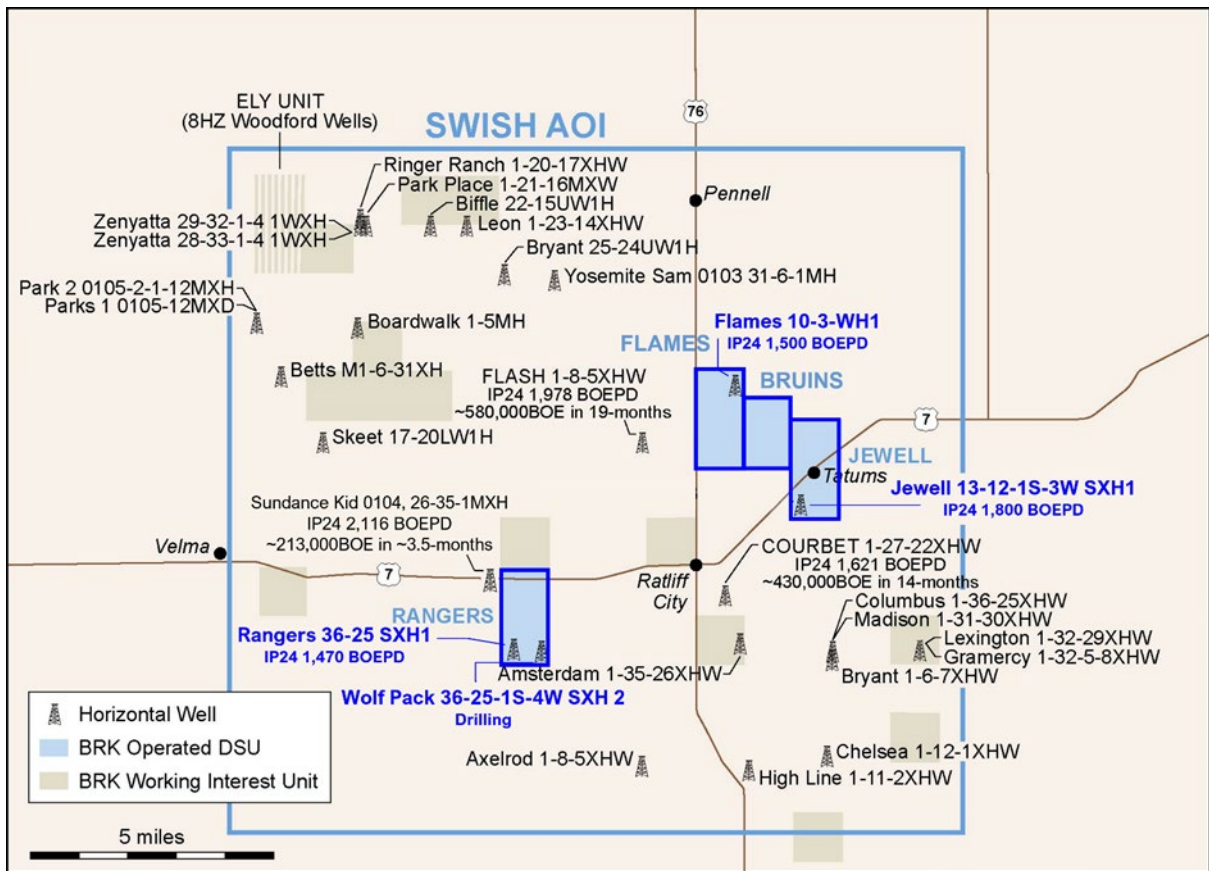 ELY UNIT
(8HZ Woodford Wells)
SWISH AOI
76
Ringer Ranch 1-20-17XHW
Park Place 1-21-16MXW
Biffle 22-15UW1H
Leon 1-23-14XHW
Pennell
Zenyatta 29-32-1-4 1WXH
Zenyatta 28-33-1-4 1WXH
Bryant 25-24UW1H
Yosemite Sam 0103 31-6-1MH
Park 2 0105-2-1-12MXH
Parks 1 0105-12MXD
Boardwalk 1-5MH
Flames 10-3-WH1
IP24 1,500 BOEPD
FLAMES
BRUINS
Betts M1-6-31XH
FLASH 1-8-5XHW
IP24 1,978 BOEPD
~580,000BOE in 19-months
7
Skeet 17-20LW1H
JEWELL
Tatums
Jewell 13-12-1S-3W SXH1
IP24 1,800 BOEPD
Sundance Kid 0104, 26-35-1MXH
IP24 2,116 BOEPD
~213,000BOE in ~3.5-months
Velma
7
Ratliff
City
COURBET 1-27-22XHW
IP24 1,621 BOEPD
~430,000BOE in 14-months
Columbus 1-36-25XHW
Madison 1-31-30XHW
Lexington 1-32-29XHW
Gramercy 1-32-5-8XHW
Bryant 1-6-7XHW
RANGERS
Rangers 36-25 SXH1
IP24 1,470 BOEPD
Amsterdam 1-35-26XHW
Wolf Pack 36-25-1S-4W SXH 2
Drilling
Axelrod 1-8-5XHW
Chelsea 1-12-1XHW
High Line 1-11-2XHW
Horizontal Well
BRK Operated DSU
BRK Working Interest Unit
5 miles